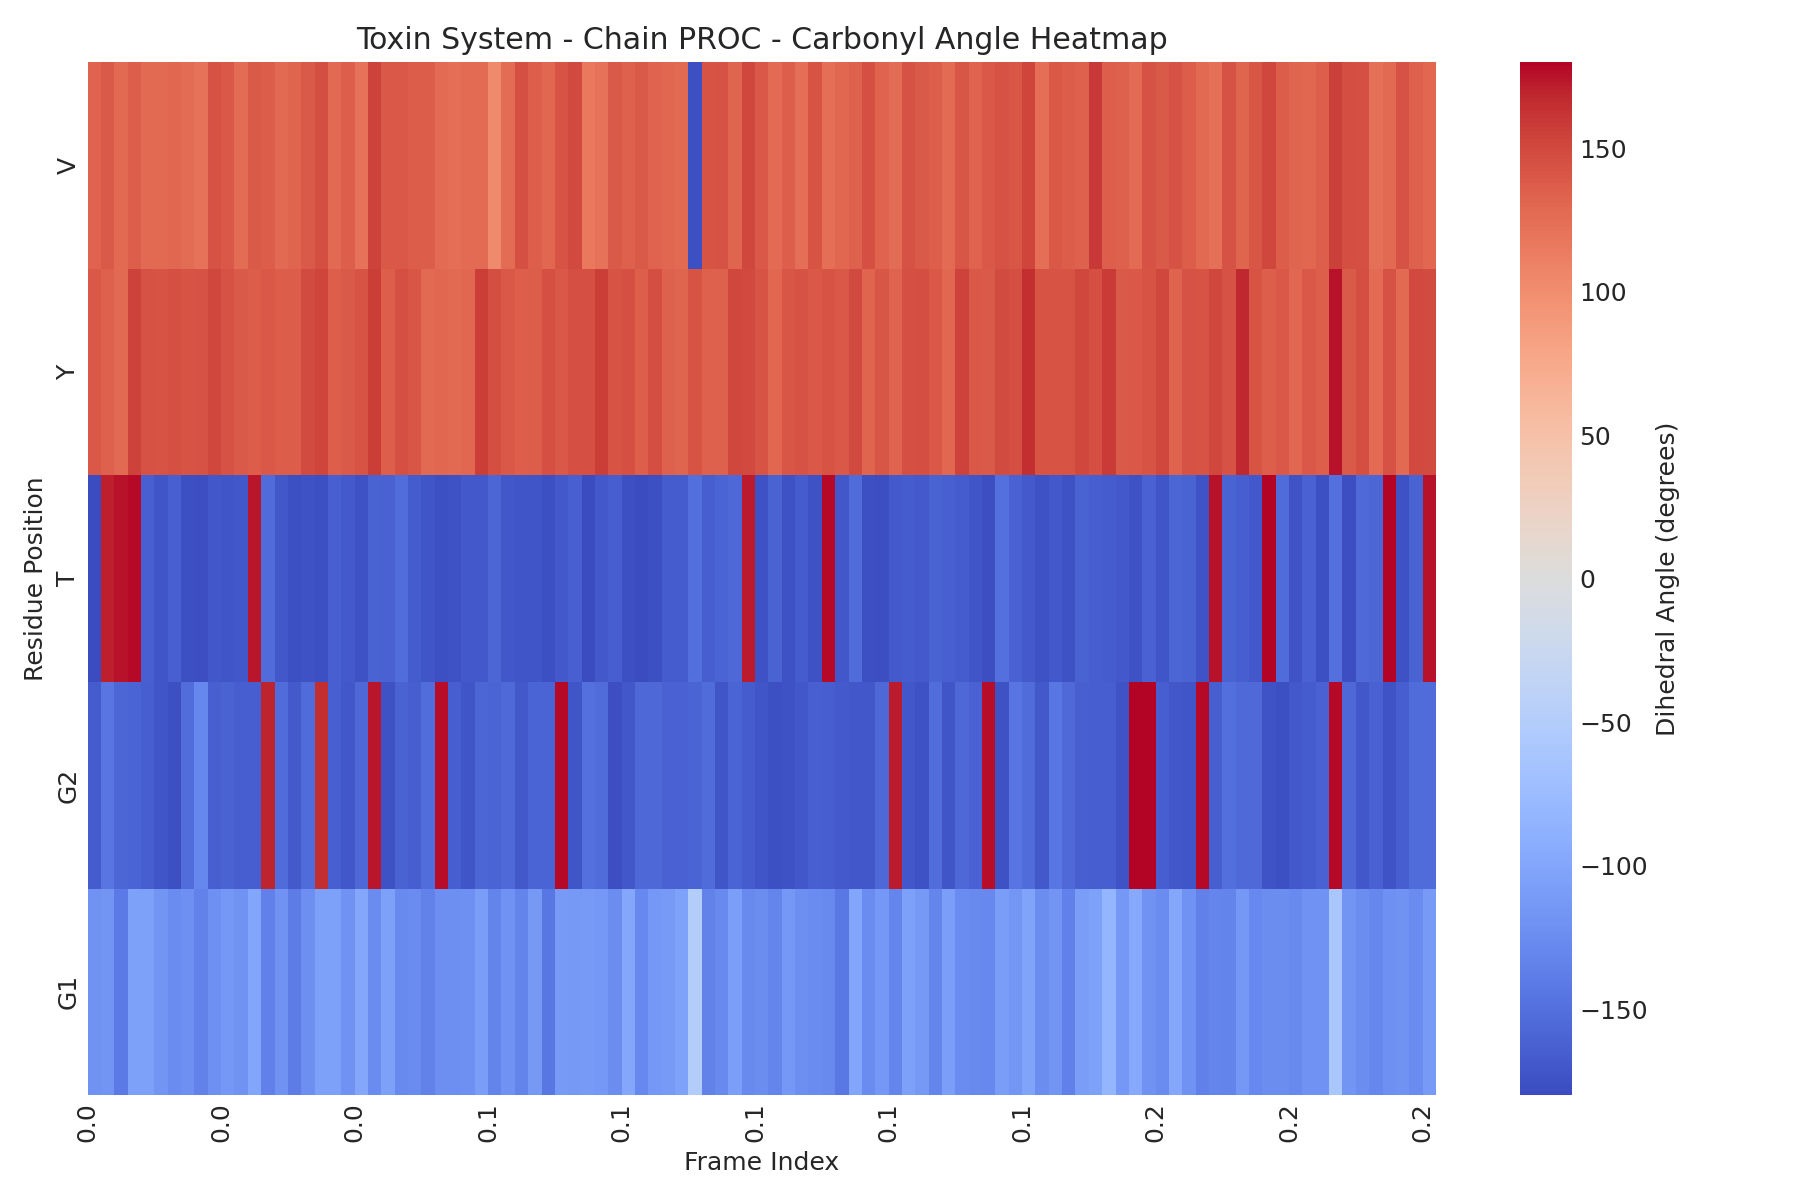 Toxin System - Chain PROC - Carbonyl Angle Heatmap
Residue Position
V
Y
T
G2
G1
0.0
0.0
0.0
0.1
0.1
0.1
0.1
0.1
0.2
0.2
0.2
Frame Index
150
100
50
0
−50
−100
−150
Dihedral Angle (degrees)